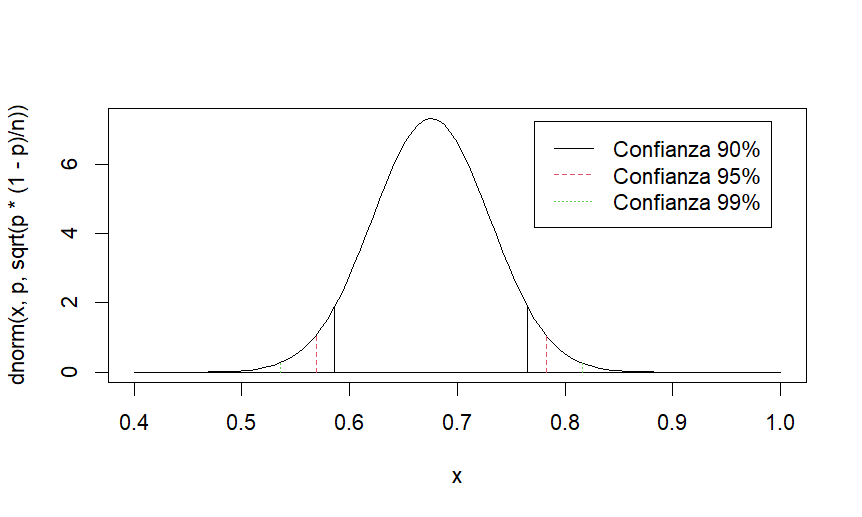 dnorm(x, p, sqrt(p * (1 - p)/n))
6
4
2
0
Confianza 90%
Confianza 95%
Confianza 99%
0.4 0.5 0.6 0.7 0.8 0.9 1.0
x